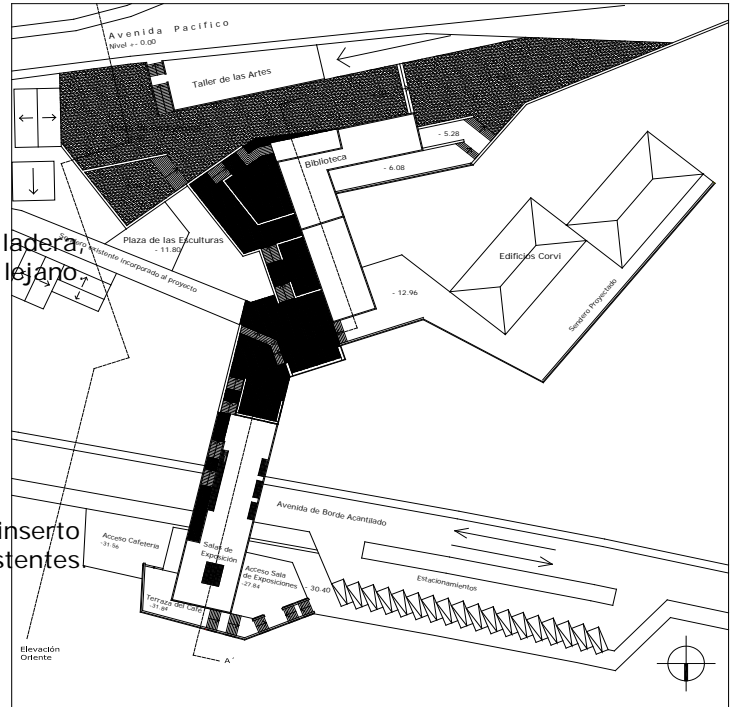 Avenida Pacífico
Nivel +- 0.00
Taller de las Artes
- 5.28
Biblioteca
- 6.08
ladera,
lejano.
Plaza de las Esculturas
- 11.80
Sendero existente incorporado al proyecto
Edificios Corvi
- 12.96
Sendero Proyectado
Avenida de Borde Acantilado
inserto
Acceso Cafetería
-31.56
Salas de
Exposición
Acceso Sala
de Exposiciones
-27.84
- 30-40
Estacionamientos
Terraza del Café
-31.84
Elevación
Oriente
A'